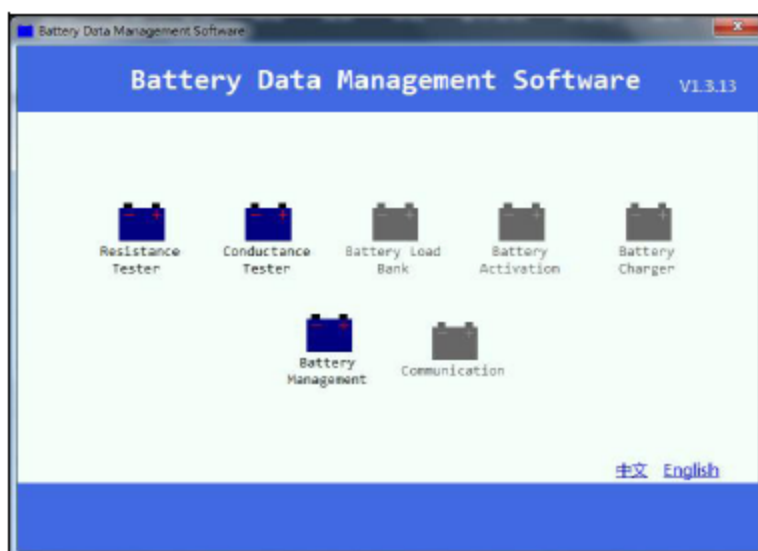 Battery Data Management Software
Battery Data Management Software V1.3.13
Resistance Tester
Conductance Tester
Battery Load Bank
Battery Activation
Battery Charger
Battery Management
Communication
中文 English